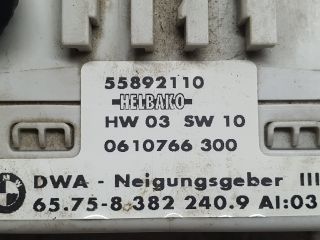 55892110
HELBAKO
HW 03 SW 10
0610766 300
DWA - Neigungsgeber III
65.75-8.382 240.9 AI:03